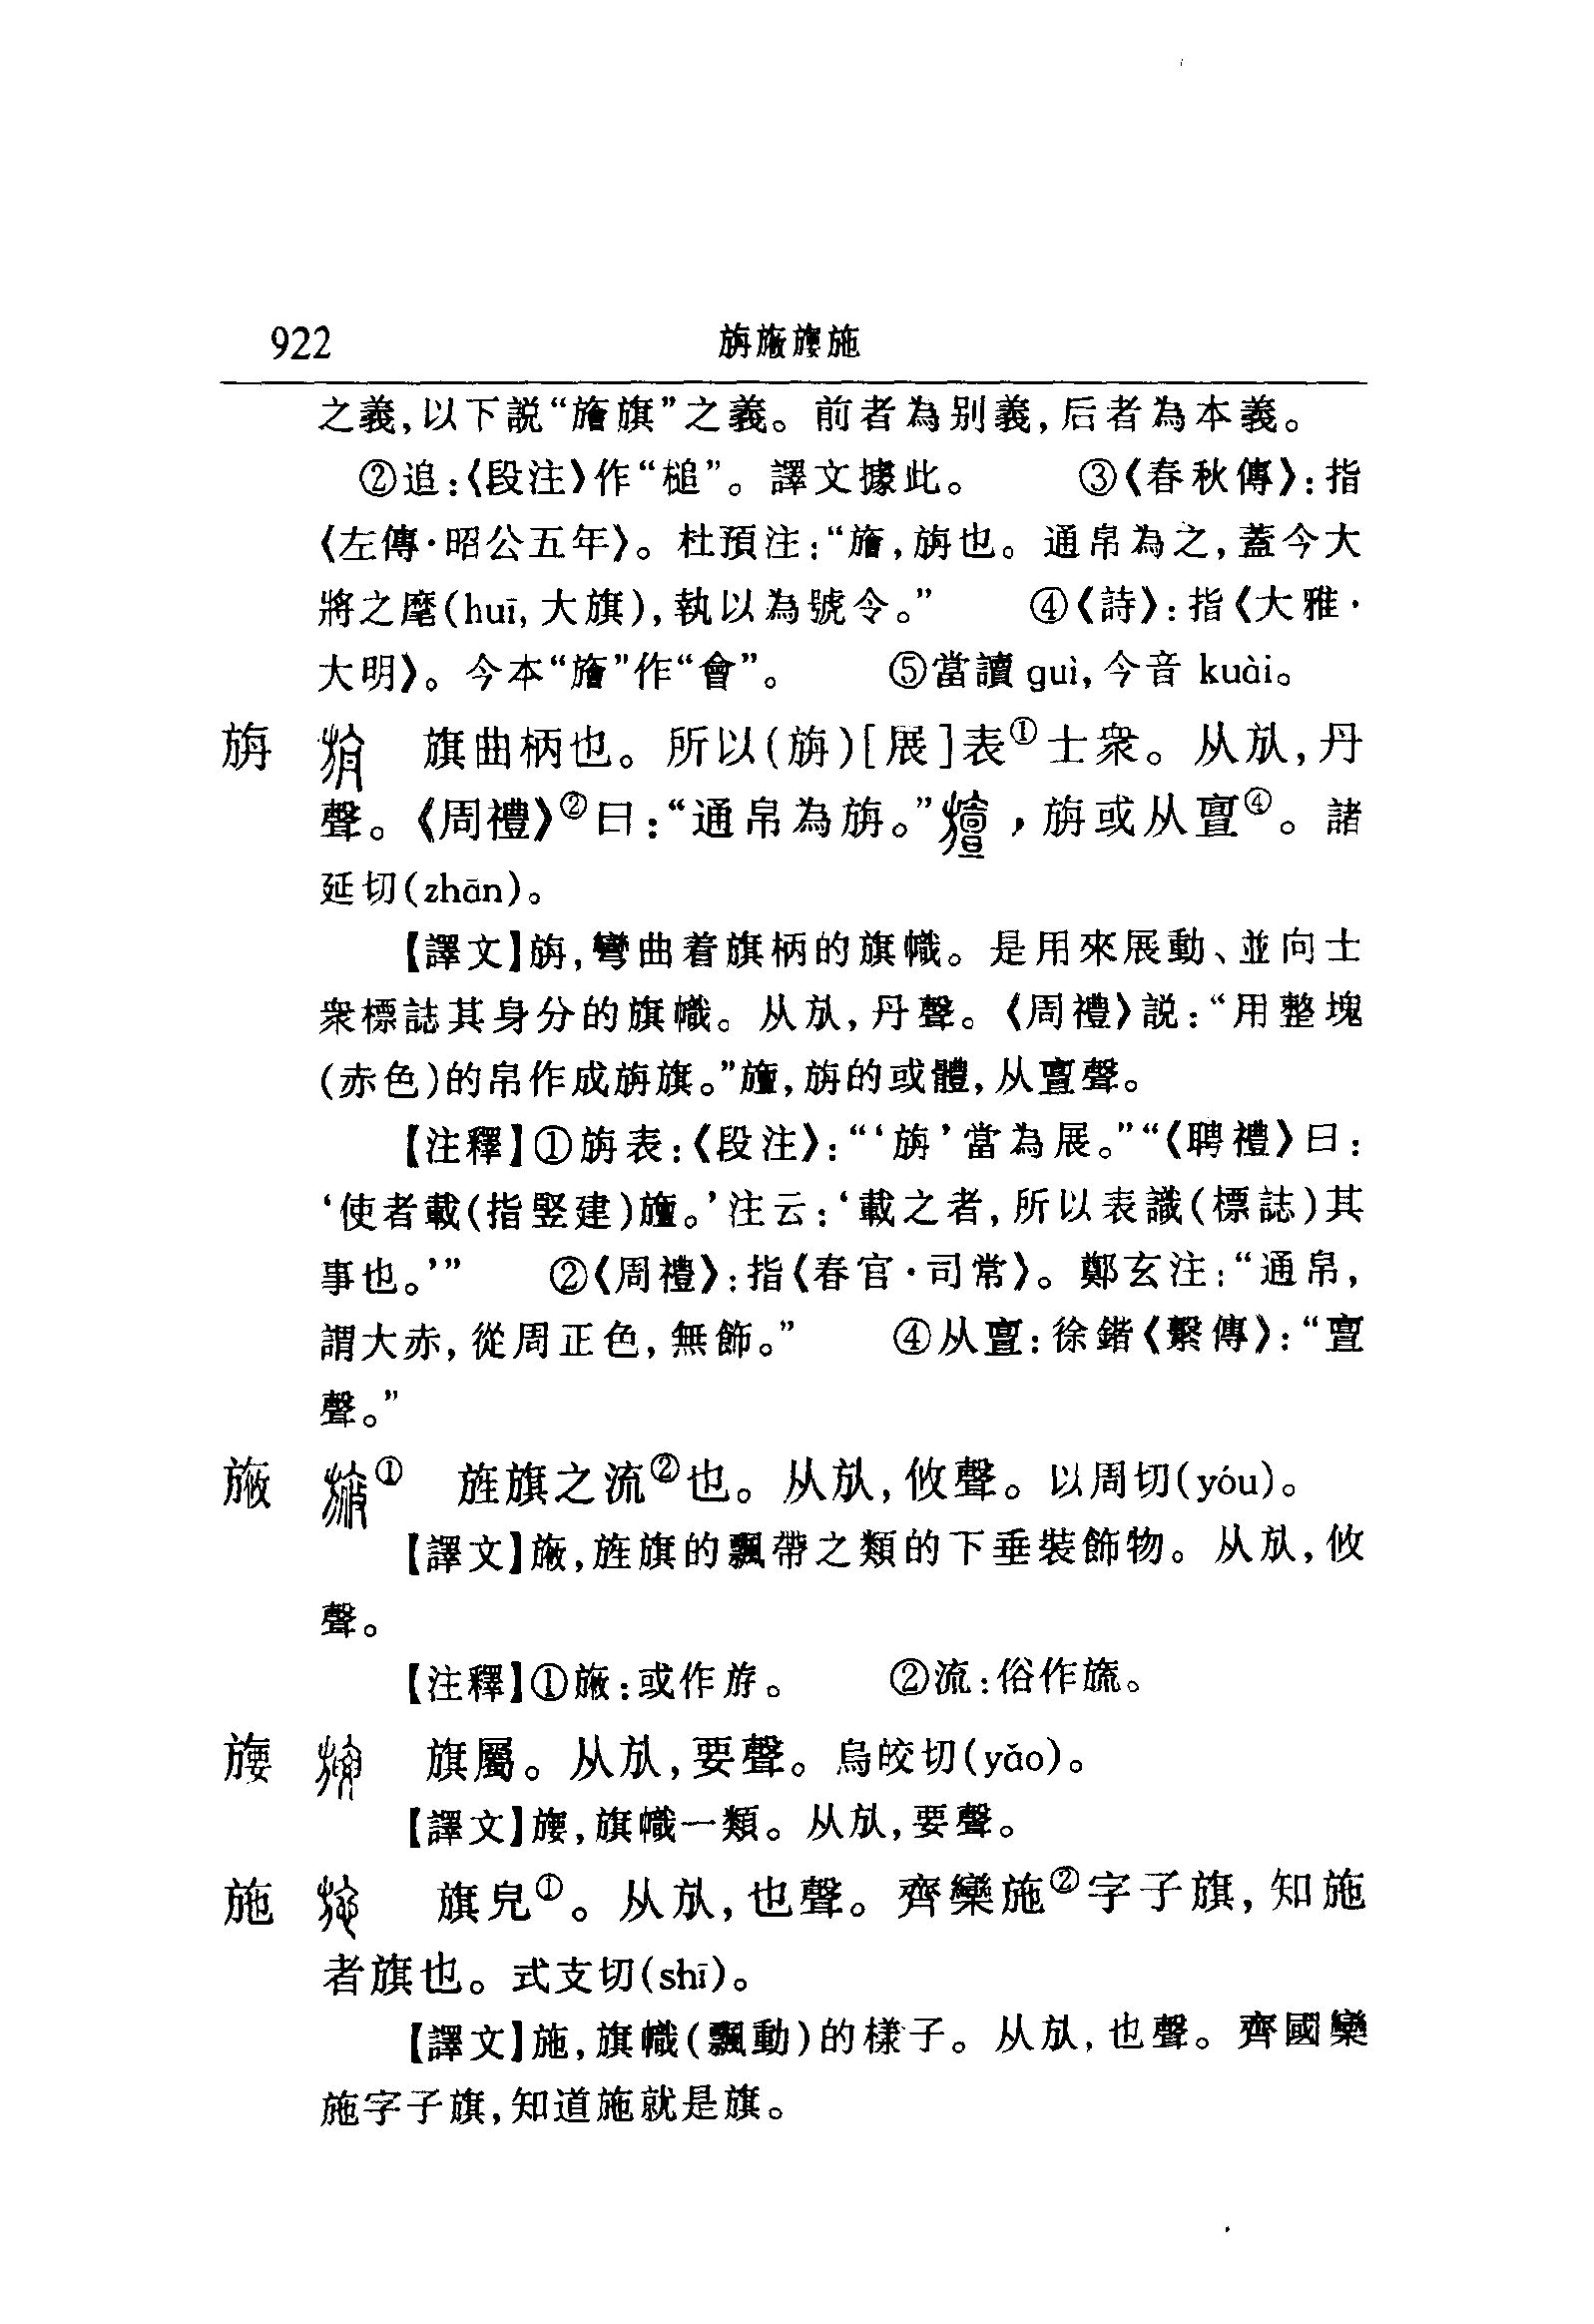 922
旃旚𣄣施
之義,以下説“旝旗”之義。前者為别義,后者為本義。
②追:《段注》作“槌”。譯文據此。 ③《春秋傳》:指
《左傳·昭公五年》。杜預注:“旝,旃也。通帛為之,蓋今大
將之麾(huī,大旗),執以為號令。” ④《詩》:指《大雅·
大明》。今本“旝”作“會”。 ⑤當讀guì,今音kuài。
旃 旗曲柄也。所以(旃)[展]表①士衆。从㫃,丹
聲。《周禮》②曰:“通帛為旃。” ,旃或从亶④。諸
延切(zhān)。
【譯文】旃,彎曲着旗柄的旗幟。是用來展動、並向士
衆標誌其身分的旗幟。从㫃,丹聲。《周禮》説:“用整塊
(赤色)的帛作成旃旗。”旜,旃的或體,从亶聲。
【注釋】①旃表:《段注》:“‘旃’當為展。”“《聘禮》曰:
‘使者載(指竪建)旜。’注云:‘載之者,所以表識(標誌)其
事也。’” ②《周禮》:指《春官·司常》。鄭玄注:“通帛,
謂大赤,從周正色,無飾。” ④从亶:徐鍇《繫傳》:“亶
聲。”
① 旌旗之流②也。从㫃,攸聲。以周切(yóu)。
【譯文】,旌旗的飄帶之類的下垂裝飾物。从㫃,攸
聲。
【注釋】①:或作斿。 ②流:俗作旒。
旗屬。从㫃,要聲。烏皎切(yǎo)。
【譯文】,旗幟一類。从㫃,要聲。
施 旗皃①。从㫃,也聲。齊欒施②字子旗,知施
者旗也。式支切(shī)。
【譯文】施,旗幟(飄動)的樣子。从㫃,也聲。齊國欒
施字子旗,知道施就是旗。